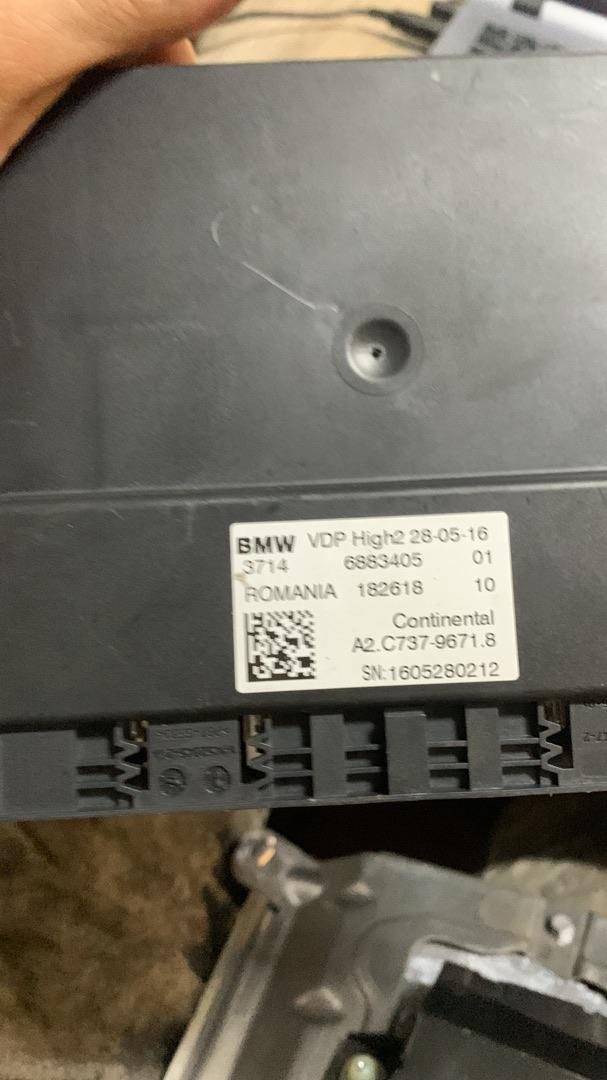 BMW VDP High2 28-05-16
3714 6883405 01
ROMANIA 182618 10
Continental
A2.C737-9671.8
SN:1605280212